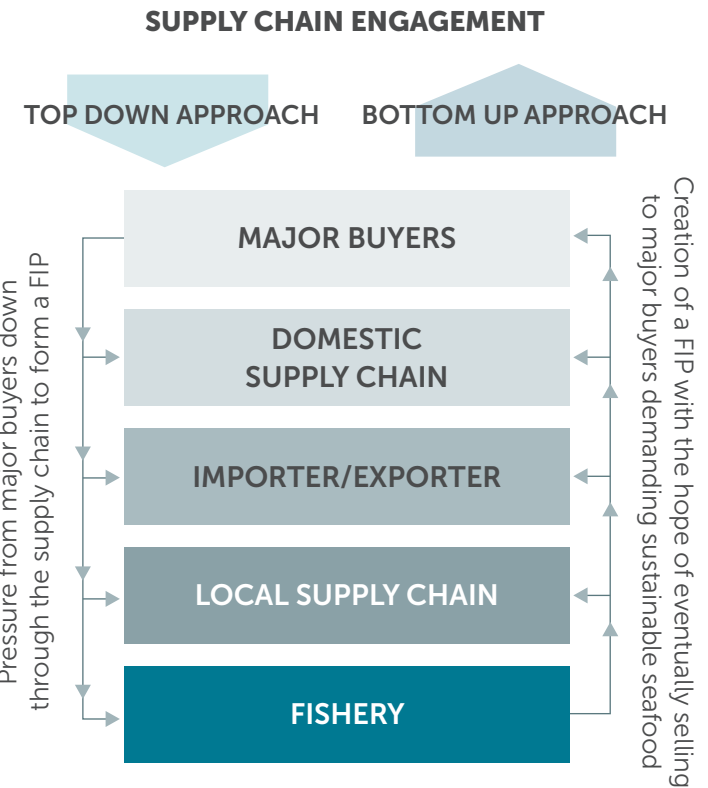 SUPPLY CHAIN ENGAGEMENT
TOP DOWN APPROACH
BOTTOM UP APPROACH
Pressure from major buyers down
through the supply chain to form a FIP
MAJOR BUYERS
DOMESTIC
SUPPLY CHAIN
IMPORTER/EXPORTER
LOCAL SUPPLY CHAIN
FISHERY
Creation of a FIP with the hope of eventually selling
to major buyers demanding sustainable seafood